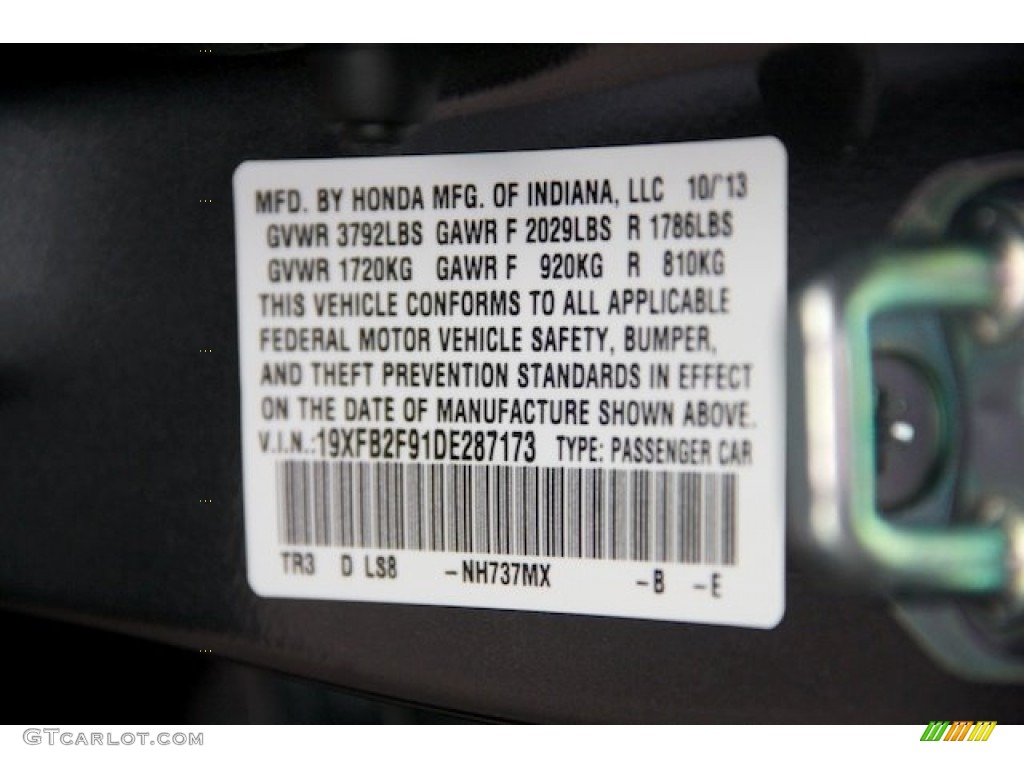 MFD. BY HONDA MFG. OF INDIANA, LLC 10/'13
GVWR 3792LBS GAWR F 2029LBS R 1786LBS
GVWR 1720KG GAWR F 920KG R 810KG
THIS VEHICLE CONFORMS TO ALL APPLICABLE
FEDERAL MOTOR VEHICLE SAFETY, BUMPER,
AND THEFT PREVENTION STANDARDS IN EFFECT
ON THE DATE OF MANUFACTURE SHOWN ABOVE.
V.I.N.:19XFB2F91DE287173 TYPE: PASSENGER CAR
TR3 D LS8 -NH737MX -B -E
GTCARLOT.COM